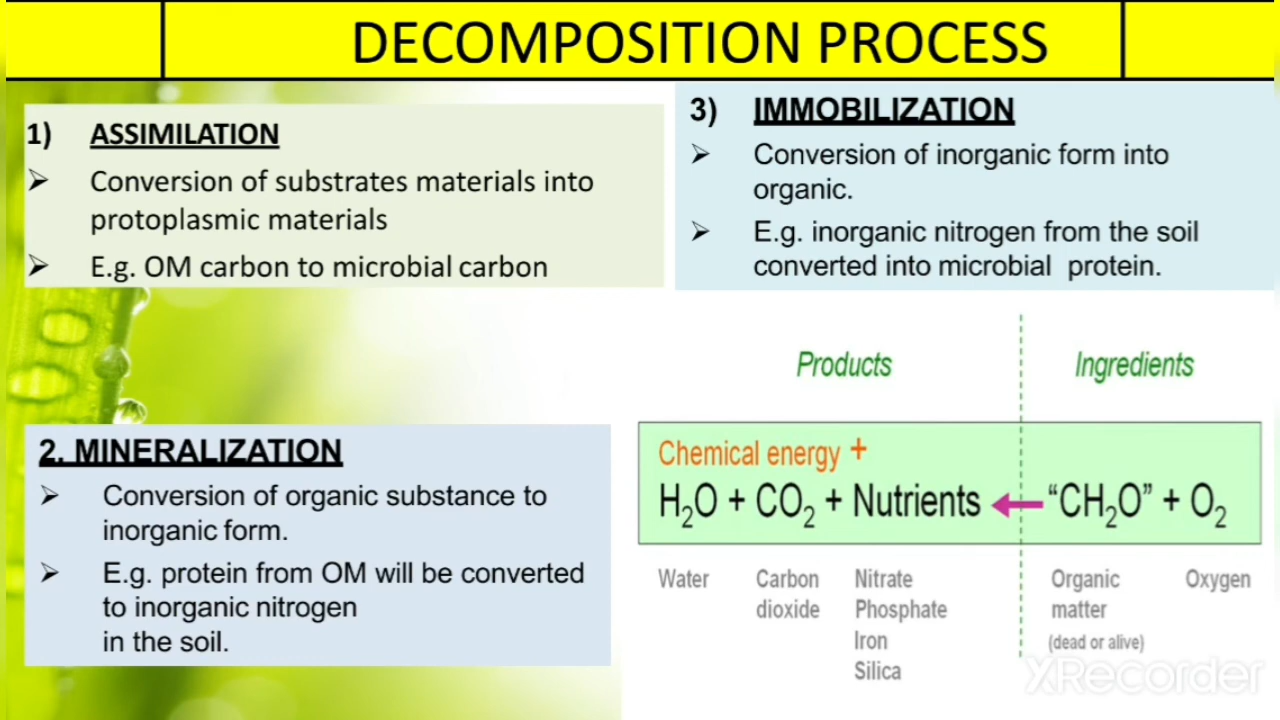 DECOMPOSITION PROCESS
1) ASSIMILATION
➢ Conversion of substrates materials into
protoplasmic materials
➢ E.g. OM carbon to microbial carbon
2. MINERALIZATION
➢ Conversion of organic substance to
inorganic form.
➢ E.g. protein from OM will be converted
to inorganic nitrogen
in the soil.
3) IMMOBILIZATION
➢ Conversion of inorganic form into
organic.
➢ E.g. inorganic nitrogen from the soil
converted into microbial protein.
Products Ingredients
Chemical energy +
H₂O + CO₂ + Nutrients ← “CH₂O” + O₂
Water Carbon Nitrate Organic Oxygen
dioxide Phosphate matter
Iron (dead or alive)
Silica
XRecorder